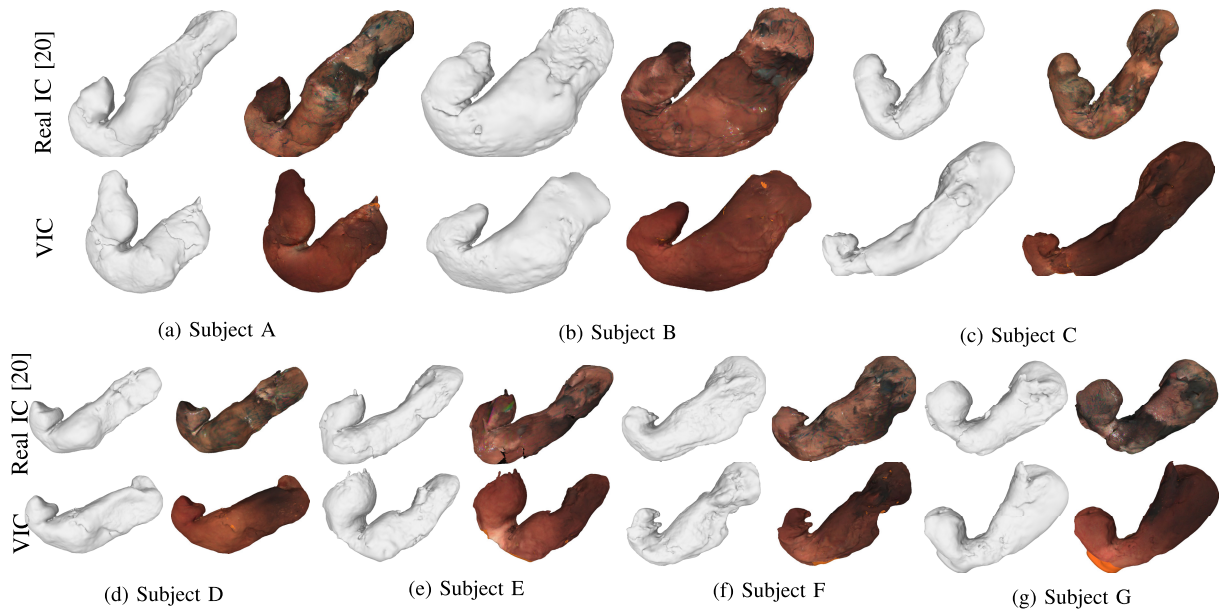 Real IC [20]
VIC
(a) Subject A
(b) Subject B
(c) Subject C
Real IC [20]
VIC
(d) Subject D
(e) Subject E
(f) Subject F
(g) Subject G